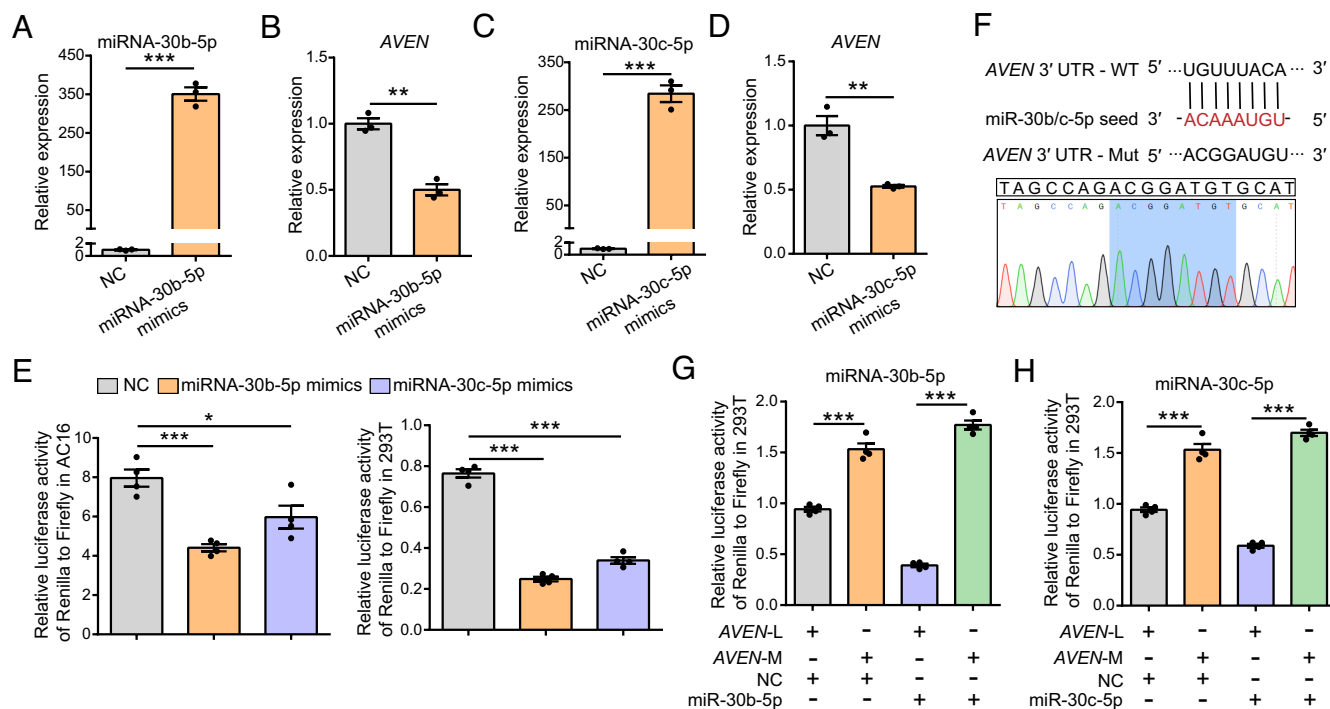 A
miRNA-30b-5p
***
Relative expression
450
350
250
150
50
2
0
NC
miRNA-30b-5p
mimics
B
AVEN
**
Relative expression
1.5
1.0
0.5
0.0
NC
miRNA-30b-5p
mimics
C
miRNA-30c-5p
***
Relative expression
350
250
150
50
2
0
NC
miRNA-30c-5p
mimics
D
AVEN
**
Relative expression
1.5
1.0
0.5
0.0
NC
miRNA-30c-5p
mimics
F
AVEN 3′ UTR - WT 5′ ···UGUUUACA··· 3′
miR-30b/c-5p seed 3′ -ACAAAUGU- 5′
AVEN 3′ UTR - Mut 5′ ···ACGGAUGU··· 3′
TAGCCAGACGGATGTGCAT
T A G C C A G A C G G A T G T G C A T
E
NC miRNA-30b-5p mimics miRNA-30c-5p mimics
Relative luciferase activity
of Renilla to Firefly in AC16
10
8
6
4
2
0
*
***
Relative luciferase activity
of Renilla to Firefly in 293T
1.0
0.8
0.6
0.4
0.2
0.0
***
***
G
miRNA-30b-5p
Relative luciferase activity
of Renilla to Firefly in 293T
2.0
1.5
1.0
0.5
0.0
*** ***
AVEN-L + - + -
AVEN-M - + - +
NC + + - -
miR-30b-5p - - + +
H
miRNA-30c-5p
Relative luciferase activity
of Renilla to Firefly in 293T
2.0
1.5
1.0
0.5
0.0
*** ***
AVEN-L + - + -
AVEN-M - + - +
NC + + - -
miR-30c-5p - - + +